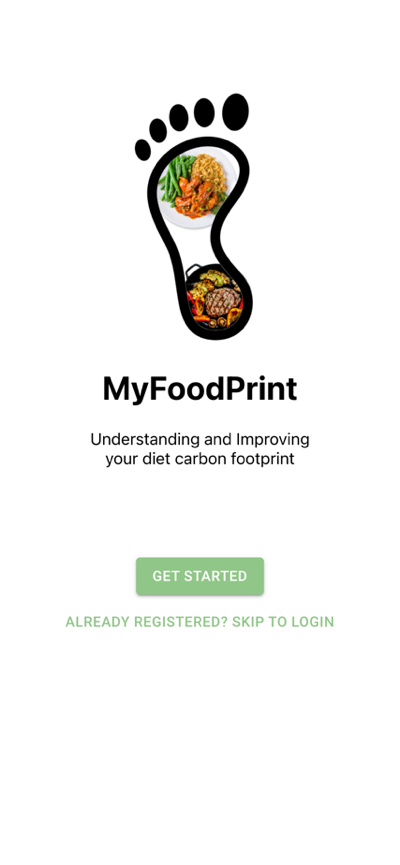 MyFoodPrint
Understanding and Improving
your diet carbon footprint
GET STARTED
ALREADY REGISTERED? SKIP TO LOGIN